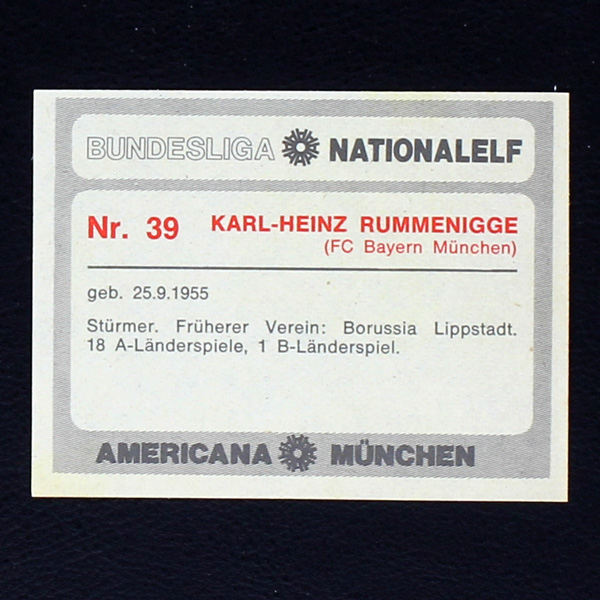 BUNDESLIGA NATIONALELF
Nr. 39 KARL-HEINZ RUMMENIGGE
(FC Bayern München)
geb. 25.9.1955
Stürmer. Früherer Verein: Borussia Lippstadt.
18 A-Länderspiele, 1 B-Länderspiel.
AMERICANA MÜNCHEN